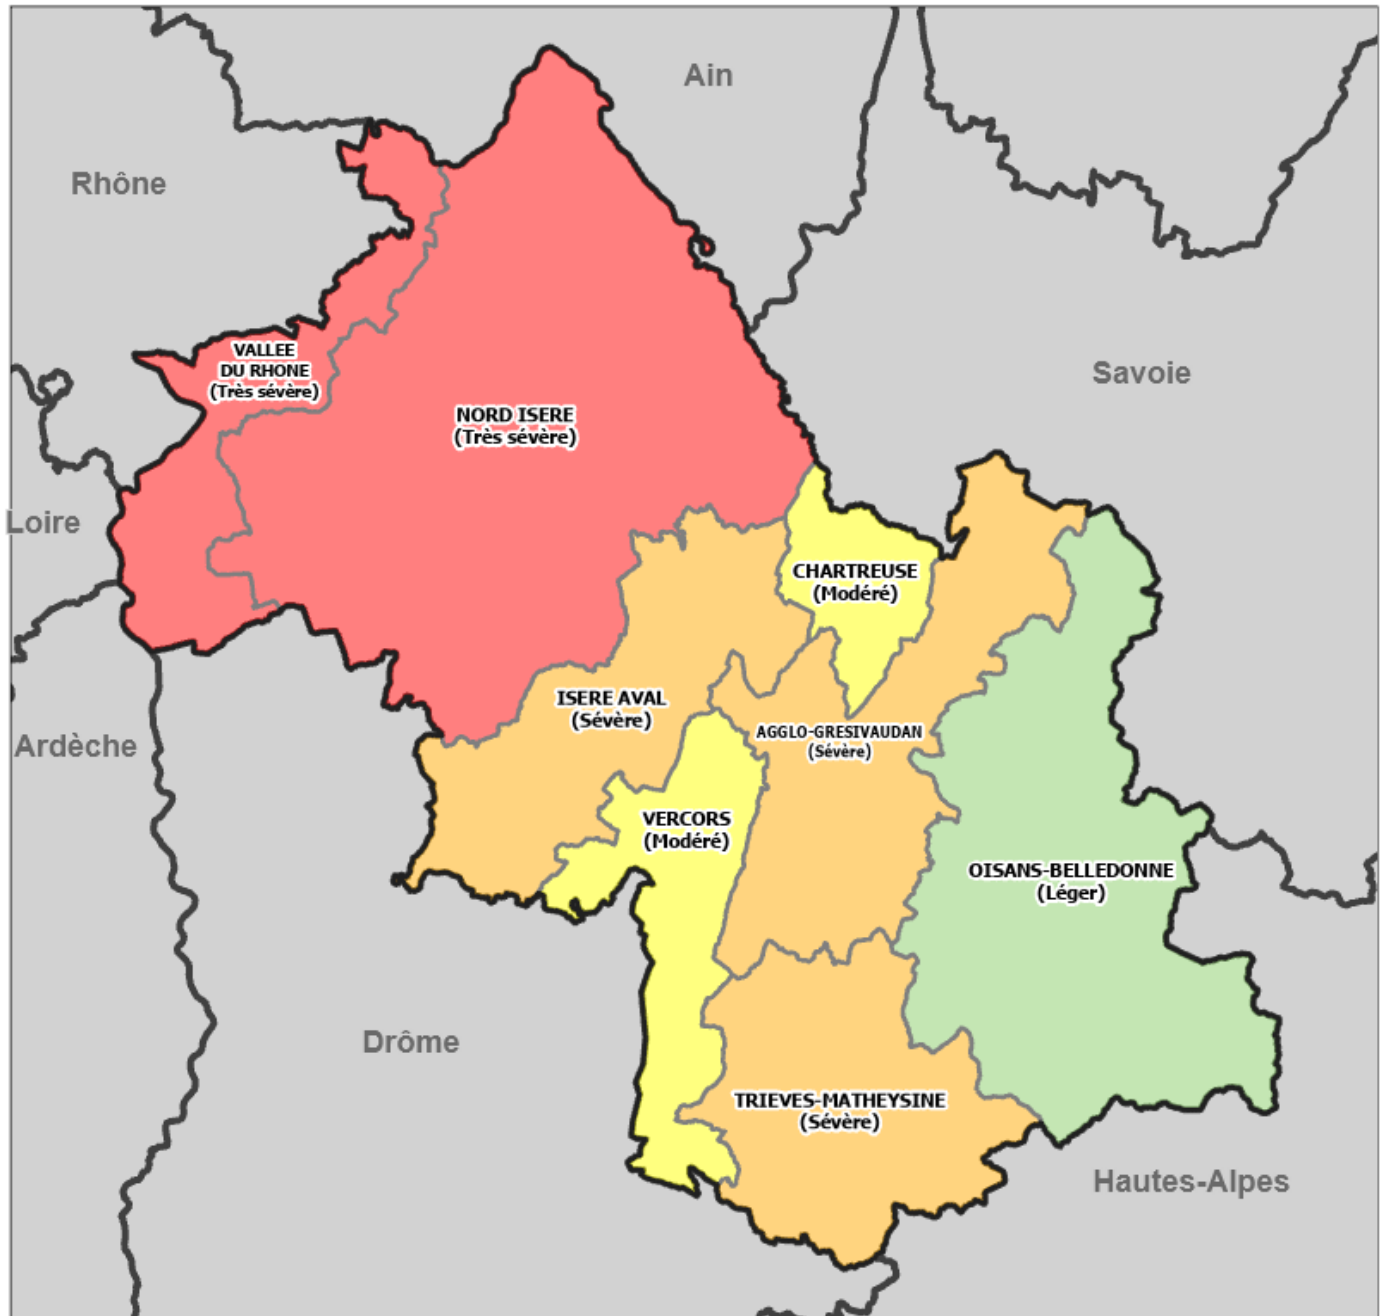 Ain
Rhône
VALLEE
DU RHONE
(Très sévère)
Savoie
NORD ISERE
(Très sévère)
Loire
CHARTREUSE
(Modéré)
ISERE AVAL
(Sévère)
AGGLO-GRESIVAUDAN
(Sévère)
Ardèche
VERCORS
(Modéré)
OISANS-BELLEDONNE
(Léger)
Drôme
TRIEVES-MATHEYSINE
(Sévère)
Hautes-Alpes